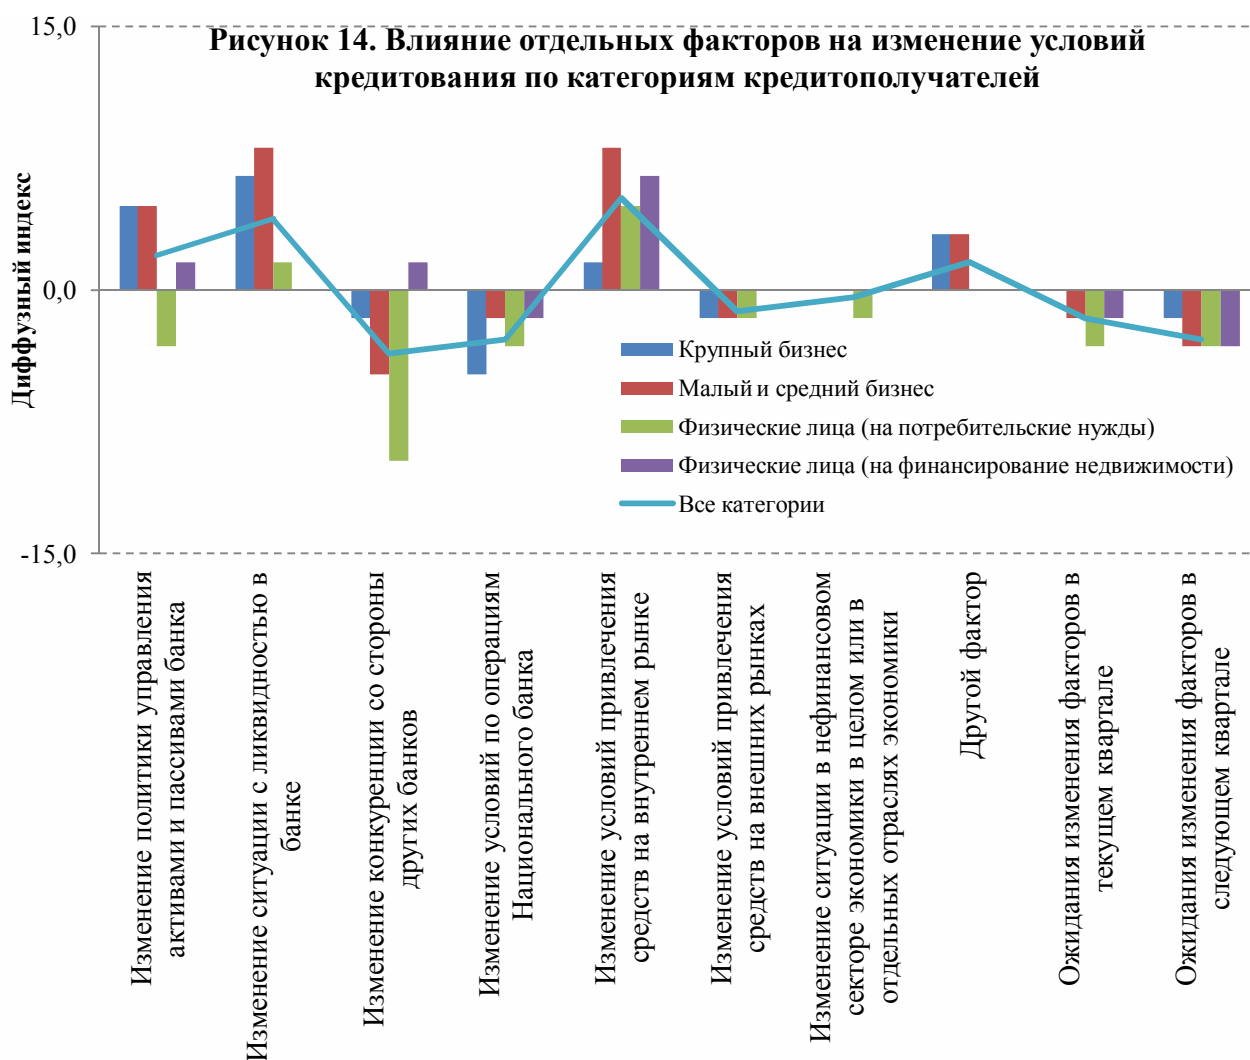 15,0
Рисунок 14. Влияние отдельных факторов на изменение условий
кредитования по категориям кредитополучателей
Диффузный индекс
0,0
Крупный бизнес
Малый и средний бизнес
Физические лица (на потребительские нужды)
Физические лица (на финансирование недвижимости)
Все категории
-15,0
Изменение политики управления
активами и пассивами банка
Изменение ситуации с ликвидностью в
банке
Изменение конкуренции со стороны
других банков
Изменение условий по операциям
Национального банка
Изменение условий привлечения
средств на внутреннем рынке
Изменение условий привлечения
средств на внешних рынках
Изменение ситуации в нефинансовом
секторе экономики в целом или в
отдельных отраслях экономики
Другой фактор
Ожидания изменения факторов в
текущем квартале
Ожидания изменения факторов в
следующем квартале